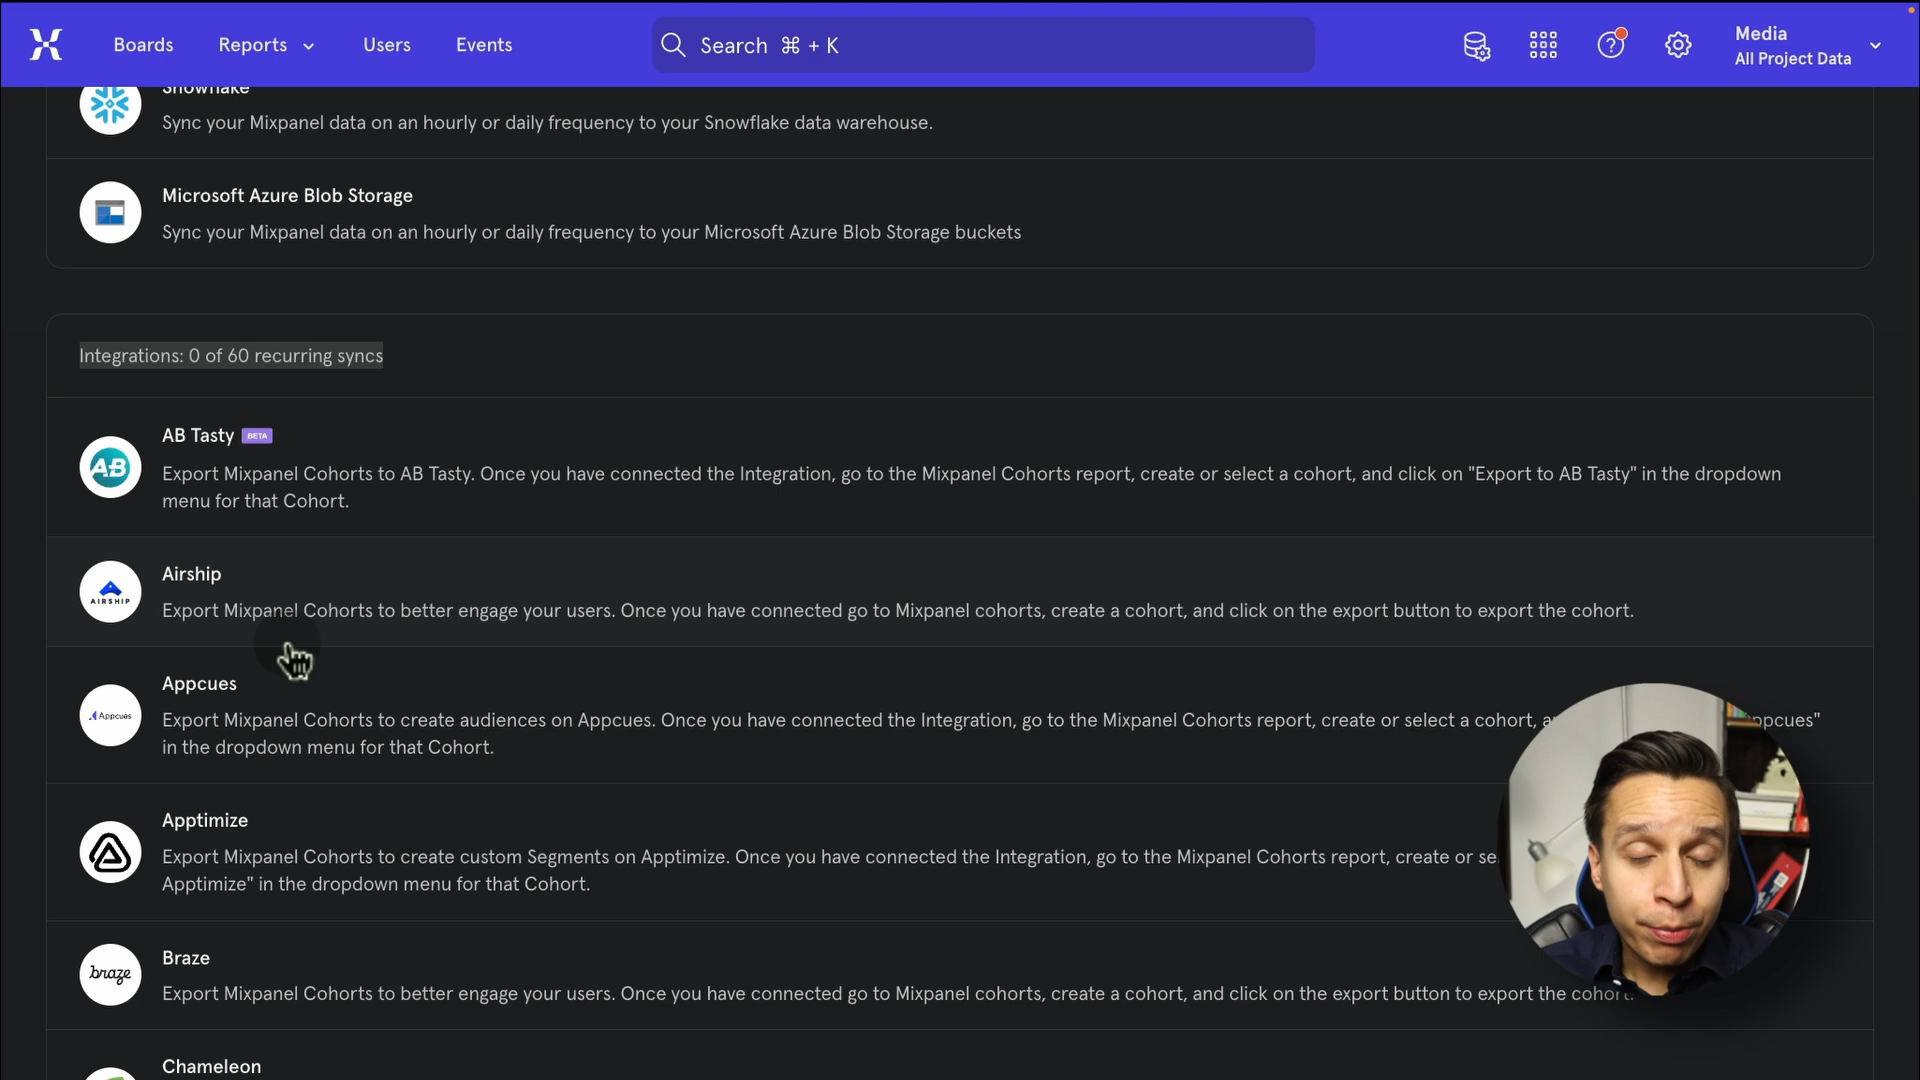 Boards
Reports
Users
Events
Search ⌘ + K
Media
All Project Data
Snowflake
Sync your Mixpanel data on an hourly or daily frequency to your Snowflake data warehouse.
Microsoft Azure Blob Storage
Sync your Mixpanel data on an hourly or daily frequency to your Microsoft Azure Blob Storage buckets
Integrations: 0 of 60 recurring syncs
AB
AB Tasty BETA
Export Mixpanel Cohorts to AB Tasty. Once you have connected the Integration, go to the Mixpanel Cohorts report, create or select a cohort, and click on "Export to AB Tasty" in the dropdown
menu for that Cohort.
AIRSHIP
Airship
Export Mixpanel Cohorts to better engage your users. Once you have connected go to Mixpanel cohorts, create a cohort, and click on the export button to export the cohort.
Appcues
Appcues
Export Mixpanel Cohorts to create audiences on Appcues. Once you have connected the Integration, go to the Mixpanel Cohorts report, create or select a cohort, a ppcues"
in the dropdown menu for that Cohort.
Apptimize
Export Mixpanel Cohorts to create custom Segments on Apptimize. Once you have connected the Integration, go to the Mixpanel Cohorts report, create or se
Apptimize" in the dropdown menu for that Cohort.
braze
Braze
Export Mixpanel Cohorts to better engage your users. Once you have connected go to Mixpanel cohorts, create a cohort, and click on the export button to export the cohort.
Chameleon